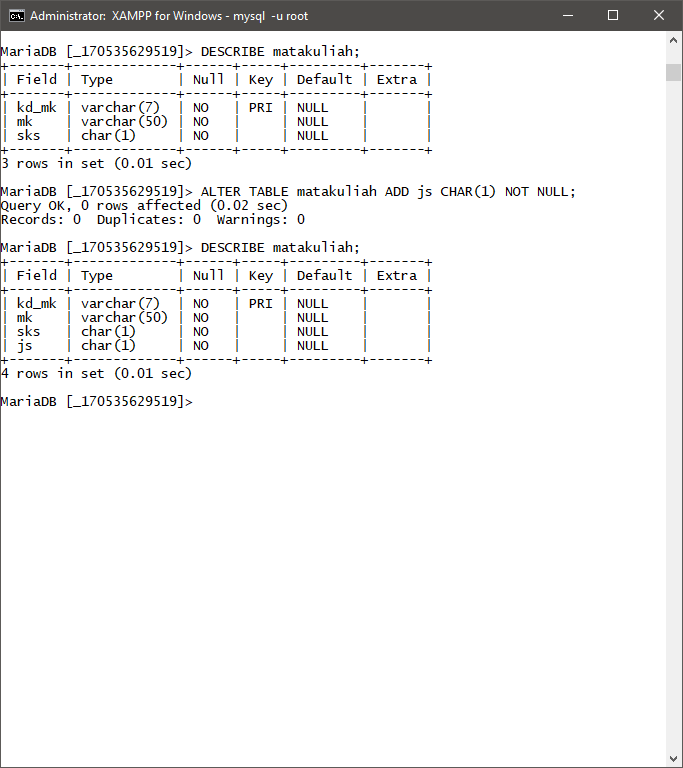 Administrator:  XAMPP for Windows - mysql  -u root
MariaDB [_170535629519]> DESCRIBE matakuliah;
+-------+-------------+------+-----+---------+-------+
| Field | Type        | Null | Key | Default | Extra |
+-------+-------------+------+-----+---------+-------+
| kd_mk | varchar(7)  | NO   | PRI | NULL    |       |
| mk    | varchar(50) | NO   |     | NULL    |       |
| sks   | char(1)     | NO   |     | NULL    |       |
+-------+-------------+------+-----+---------+-------+
3 rows in set (0.01 sec)
MariaDB [_170535629519]> ALTER TABLE matakuliah ADD js CHAR(1) NOT NULL;
Query OK, 0 rows affected (0.02 sec)
Records: 0  Duplicates: 0  Warnings: 0
MariaDB [_170535629519]> DESCRIBE matakuliah;
+-------+-------------+------+-----+---------+-------+
| Field | Type        | Null | Key | Default | Extra |
+-------+-------------+------+-----+---------+-------+
| kd_mk | varchar(7)  | NO   | PRI | NULL    |       |
| mk    | varchar(50) | NO   |     | NULL    |       |
| sks   | char(1)     | NO   |     | NULL    |       |
| js    | char(1)     | NO   |     | NULL    |       |
+-------+-------------+------+-----+---------+-------+
4 rows in set (0.01 sec)
MariaDB [_170535629519]>